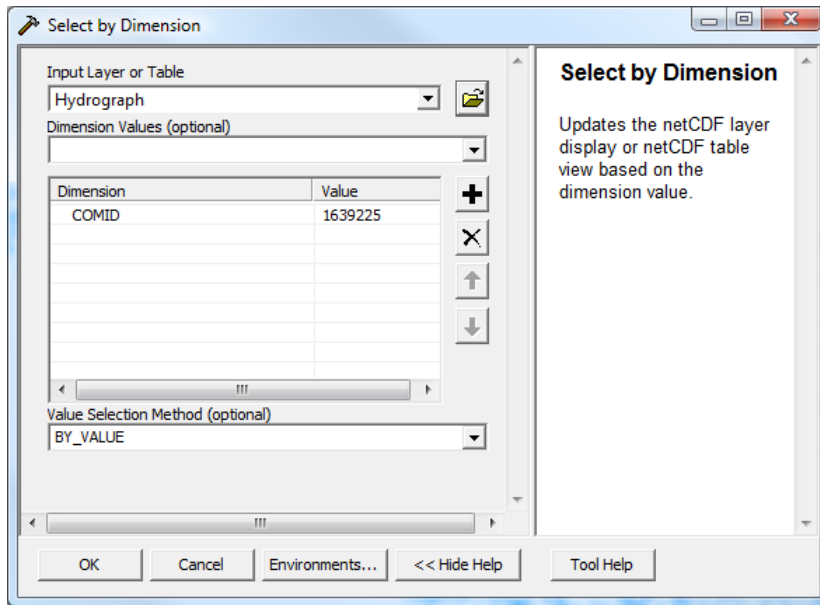 Select by Dimension
Input Layer or Table
Hydrograph
Dimension Values (optional)
Dimension Value
COMID 1639225
Value Selection Method (optional)
BY_VALUE
Select by Dimension
Updates the netCDF layer
display or netCDF table
view based on the
dimension value.
OK Cancel Environments... << Hide Help Tool Help